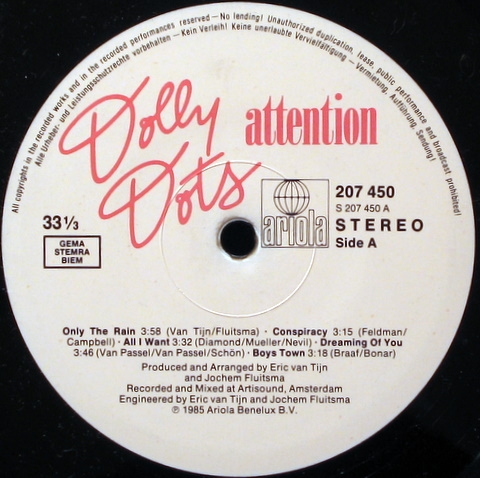 All copyrights in the recorded works and in the recorded performances reserved—No lending! Unauthorized duplication, lease, public performance and broadcast prohibited!
Alle Urheber- und Leistungsschutzrechte vorbehalten — Kein Verleih! Keine unerlaubte Vervielfältigung — Vermietung, Aufführung, Sendung!
Dolly
Dots
attention
33 1/3
GEMA
STEMRA
BIEM
ariola
207 450
S 207 450 A
STEREO
Side A
Only The Rain 3:58 (Van Tijn/Fluitsma) · Conspiracy 3:15 (Feldman/
Campbell) · All I Want 3:32 (Diamond/Mueller/Nevil) · Dreaming Of You
3:46 (Van Passel/Van Passel/Schön) · Boys Town 3:18 (Braaf/Bonar)
Produced and Arranged by Eric van Tijn
and Jochem Fluitsma
Recorded and Mixed at Artisound, Amsterdam
Engineered by Eric van Tijn and Jochem Fluitsma
℗ 1985 Ariola Benelux B.V.